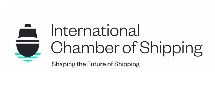 International
Chamber of Shipping
Shaping the Future of Shipping